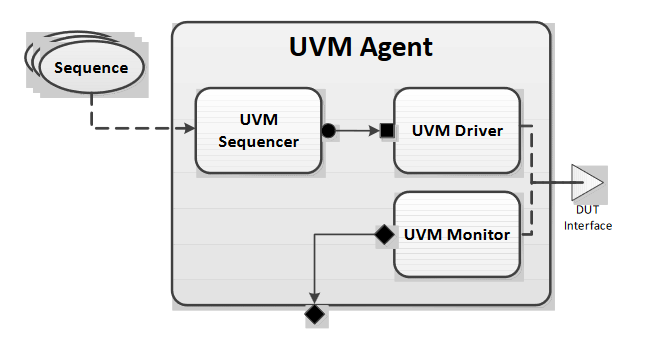 UVM Agent
Sequence
UVM
Sequencer
UVM Driver
UVM Monitor
DUT
Interface